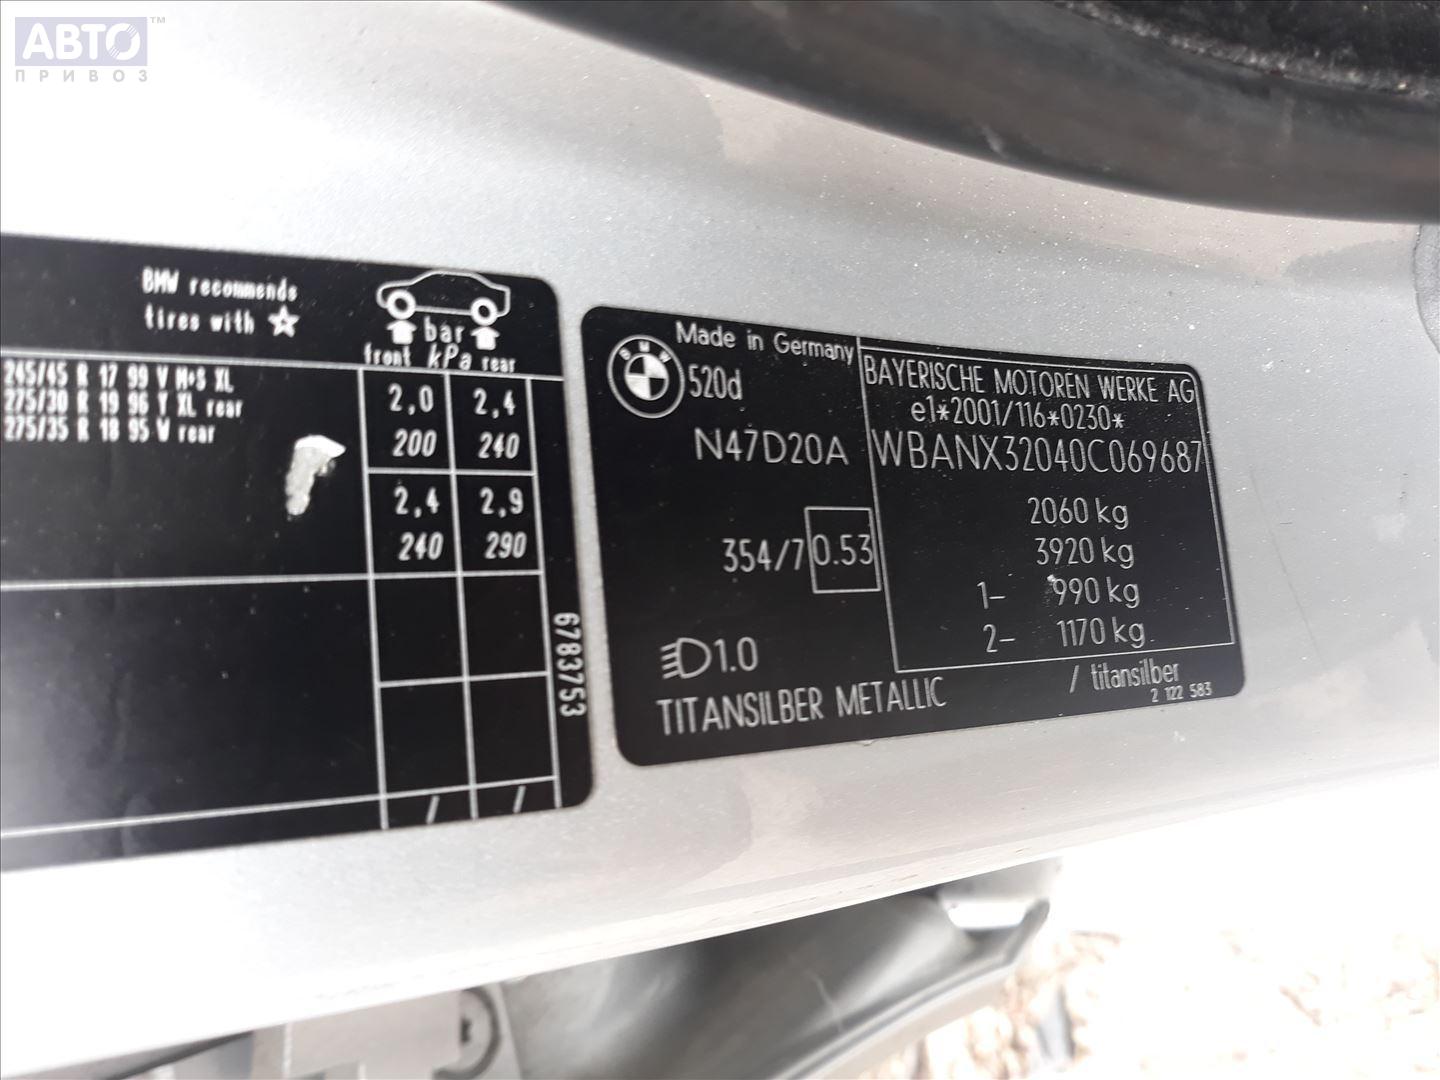 АВТО™
ПРИВОЗ
BMW recommends
tires with
bar
front kPa rear
245/45 R 17 99 V M+S XL
275/30 R 19 96 Y XL rear
275/35 R 18 95 W rear
2,0 2,4
200 240
2,4 2,9
240 290
/ /
6783753
BMW
Made in Germany
520d
N47D20A
354/7 0.53
1.0
TITANSILBER METALLIC
BAYERISCHE MOTOREN WERKE AG
e1*2001/116*0230*
WBANX32040C069687
2060 kg
3920 kg
1- 990 kg
2- 1170 kg
/ titansilber
2 122 583